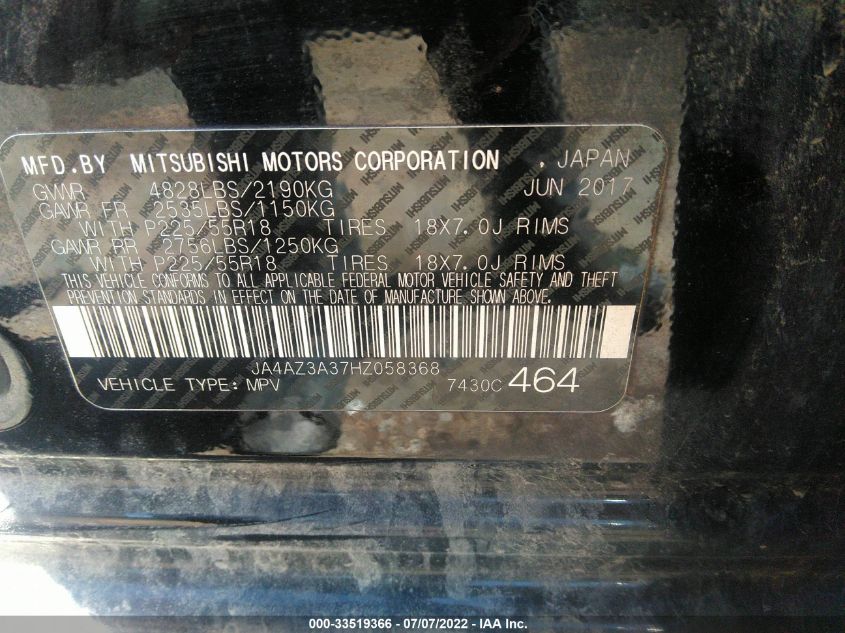 MFD.BY MITSUBISHI MOTORS CORPORATION , JAPAN
GVWR 4828LBS/2190KG JUN 2017
GAWR FR 2535LBS/1150KG
WITH P225/55R18 TIRES 18X7.0J RIMS
GAWR RR 2756LBS/1250KG
WITH P225/55R18 TIRES 18X7.0J RIMS
THIS VEHICLE CONFORMS TO ALL APPLICABLE FEDERAL MOTOR VEHICLE SAFETY AND THEFT
PREVENTION STANDARDS IN EFFECT ON THE DATE OF MANUFACTURE SHOWN ABOVE.
JA4AZ3A37HZ058368
VEHICLE TYPE: MPV 7430C 464
000-33519366 - 07/07/2022 - IAA Inc.